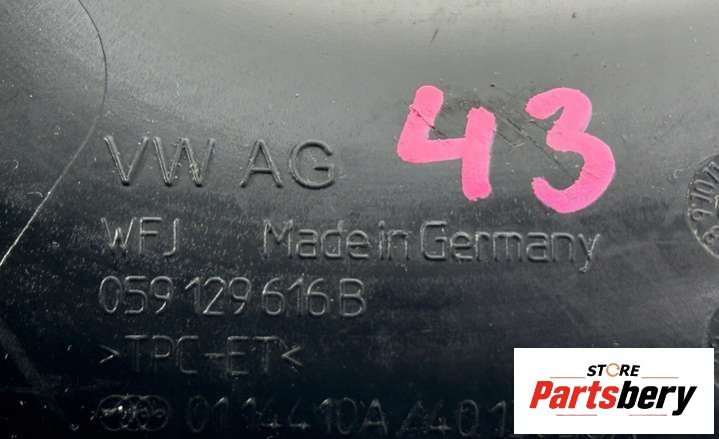 43
VW AG
WFJ Made in Germany
059 129 616 B
>TPC-ET<
STORE
Partsbery